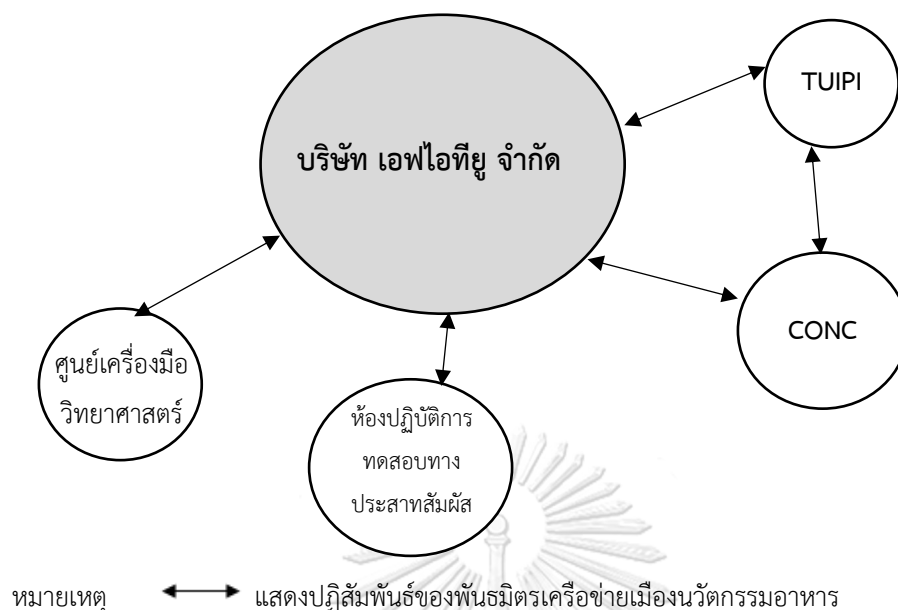 TUIPI
บริษัท เอฟไอทียู จำกัด
CONC
ศูนย์เครื่องมือ
วิทยาศาสตร์
ห้องปฏิบัติการ
ทดสอบทาง
ประสาทสัมผัส
หมายเหตุ แสดงปฏิสัมพันธ์ของพันธมิตรเครือข่ายเมืองนวัตกรรมอาหาร